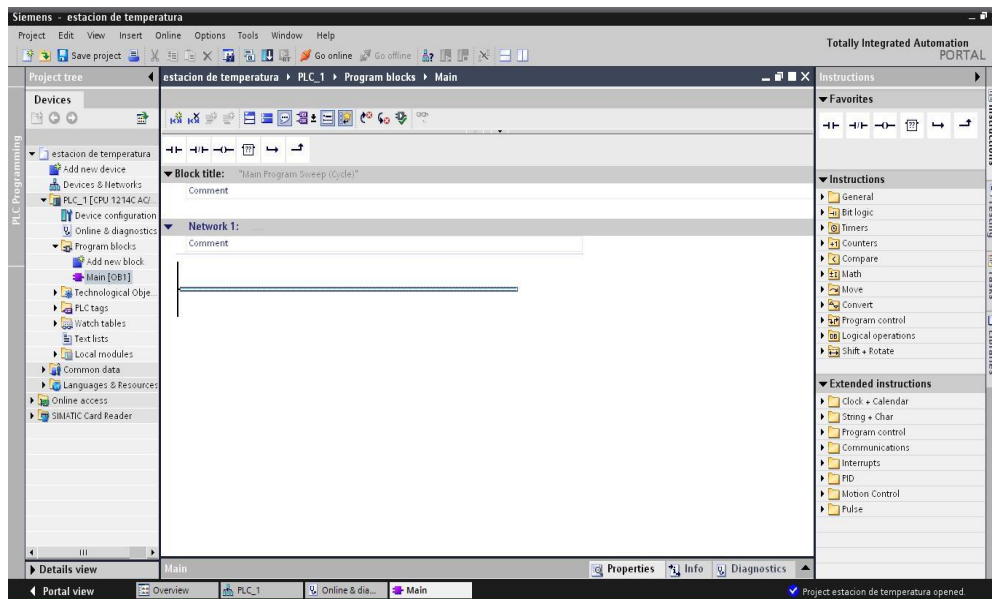 Siemens - estacion de temperatura
Project Edit View Insert Online Options Tools Window Help
Save project Go online Go offline
Totally Integrated Automation
PORTAL
Project tree
estacion de temperatura PLC_1 Program blocks Main
Instructions
Devices
Favorites
PLC Programming
estacion de temperatura
Add new device
Devices & Networks
PLC_1 [CPU 1214C AC/...
Device configuration
Online & diagnostics
Program blocks
Add new block
Main [OB1]
Technological Obje...
PLC tags
Watch tables
Text lists
Local modules
Common data
Languages & Resources
Online access
SIMATIC Card Reader
Block title: "Main Program Sweep (Cycle)"
Comment
Network 1: ......
Comment
Instructions
General
Bit logic
Timers
Counters
Compare
Math
Move
Convert
Program control
Logical operations
Shift + Rotate
Extended instructions
Clock + Calendar
String + Char
Program control
Communications
Interrupts
PID
Motion Control
Pulse
Details view
Main
Properties Info Diagnostics
Portal view Overview PLC_1 Online & dia... Main
Project estacion de temperatura opened.